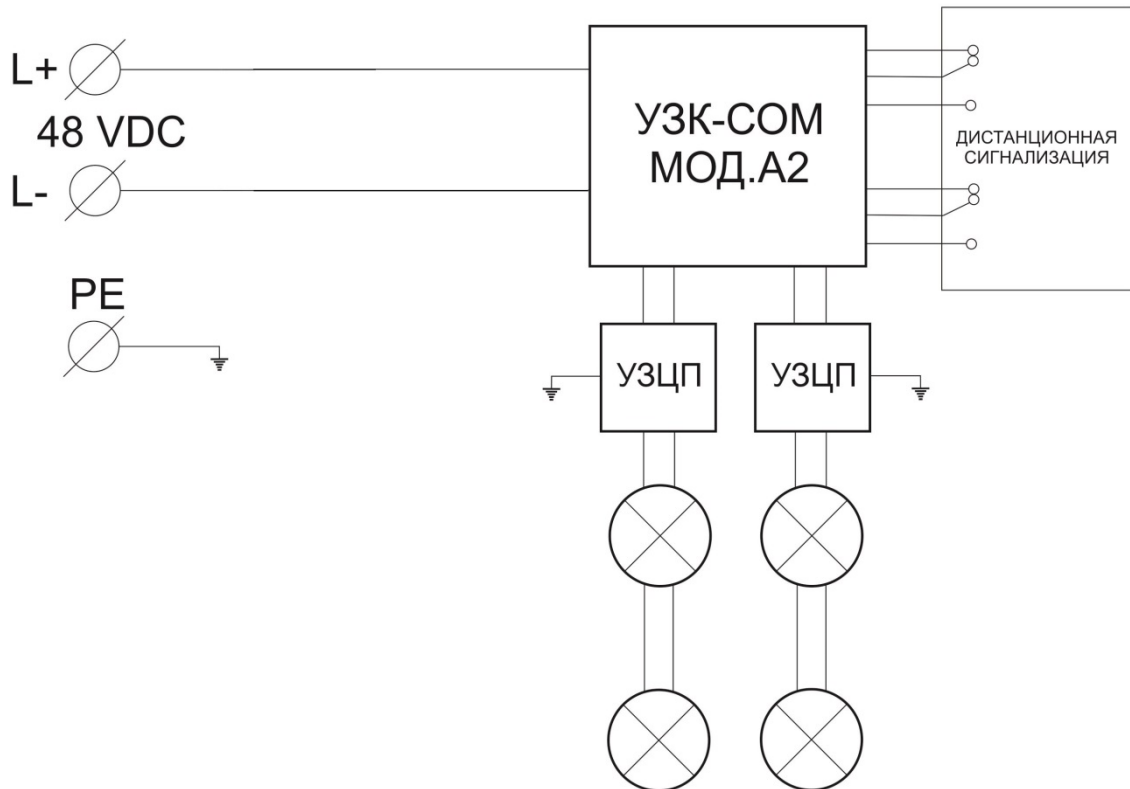 L+
48 VDC
L-
PE
УЗК-СОМ
МОД.А2
ДИСТАНЦИОННАЯ
СИГНАЛИЗАЦИЯ
УЗЦП
УЗЦП